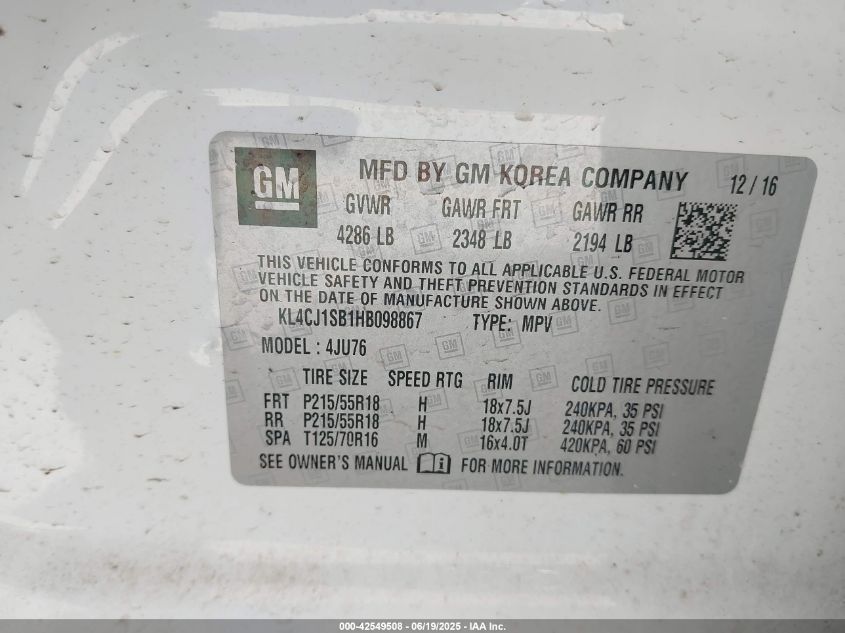 GM
MFD BY GM KOREA COMPANY 12 / 16
GVWR GAWR FRT GAWR RR
4286 LB 2348 LB 2194 LB
THIS VEHICLE CONFORMS TO ALL APPLICABLE U.S. FEDERAL MOTOR
VEHICLE SAFETY AND THEFT PREVENTION STANDARDS IN EFFECT
ON THE DATE OF MANUFACTURE SHOWN ABOVE.
KL4CJ1SB1HB098867 TYPE: MPV
MODEL : 4JU76
TIRE SIZE SPEED RTG RIM COLD TIRE PRESSURE
FRT P215/55R18 H 18x7.5J 240KPA, 35 PSI
RR P215/55R18 H 18x7.5J 240KPA, 35 PSI
SPA T125/70R16 M 16x4.0T 420KPA, 60 PSI
SEE OWNER'S MANUAL FOR MORE INFORMATION.
000-42549508 - 06/19/2025 - IAA Inc.